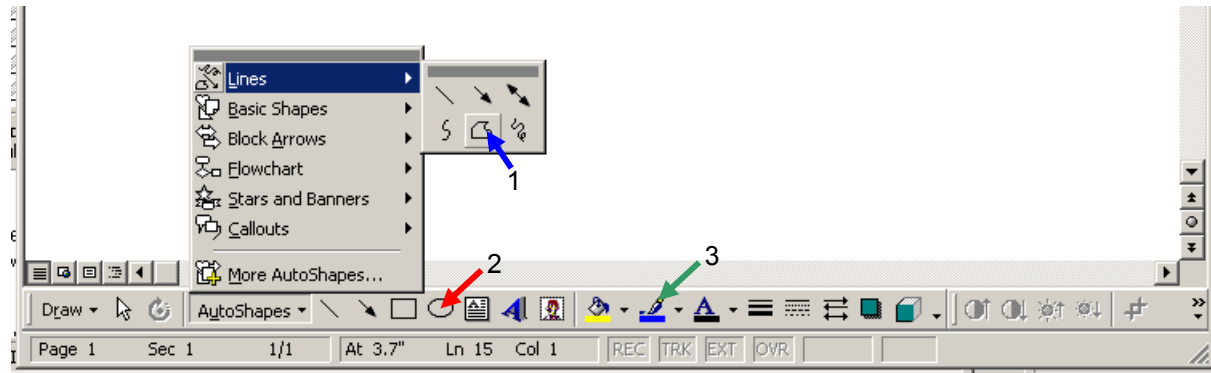 Lines
Basic Shapes
Block Arrows
Flowchart
Stars and Banners
Callouts
More AutoShapes...
1
2
3
Draw AutoShapes
Page 1 Sec 1 1/1 At 3.7" Ln 15 Col 1 REC TRK EXT OVR